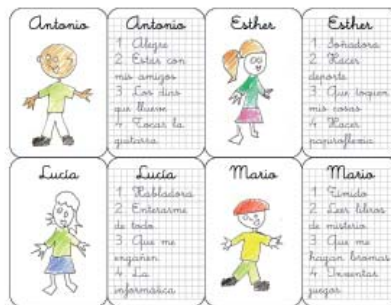 Antonio
Antonio
1 Alegre
2 Estar con
mis amigos
3 Los días
que llueve
4 Tocar la
guitarra
Esther
Esther
1 Soñadora
2 Hacer
deporte
3 Que toquen
mis cosas
4 Hacer
papiroflexia
Lucía
Lucía
1 Habladora
2 Enterarme
de todo
3 Que me
engañen
4 La
informática
Mario
Mario
1 Tímido
2 Leer libros
de misterio
3 Que me
hagan bromas
4 Inventar
juegos